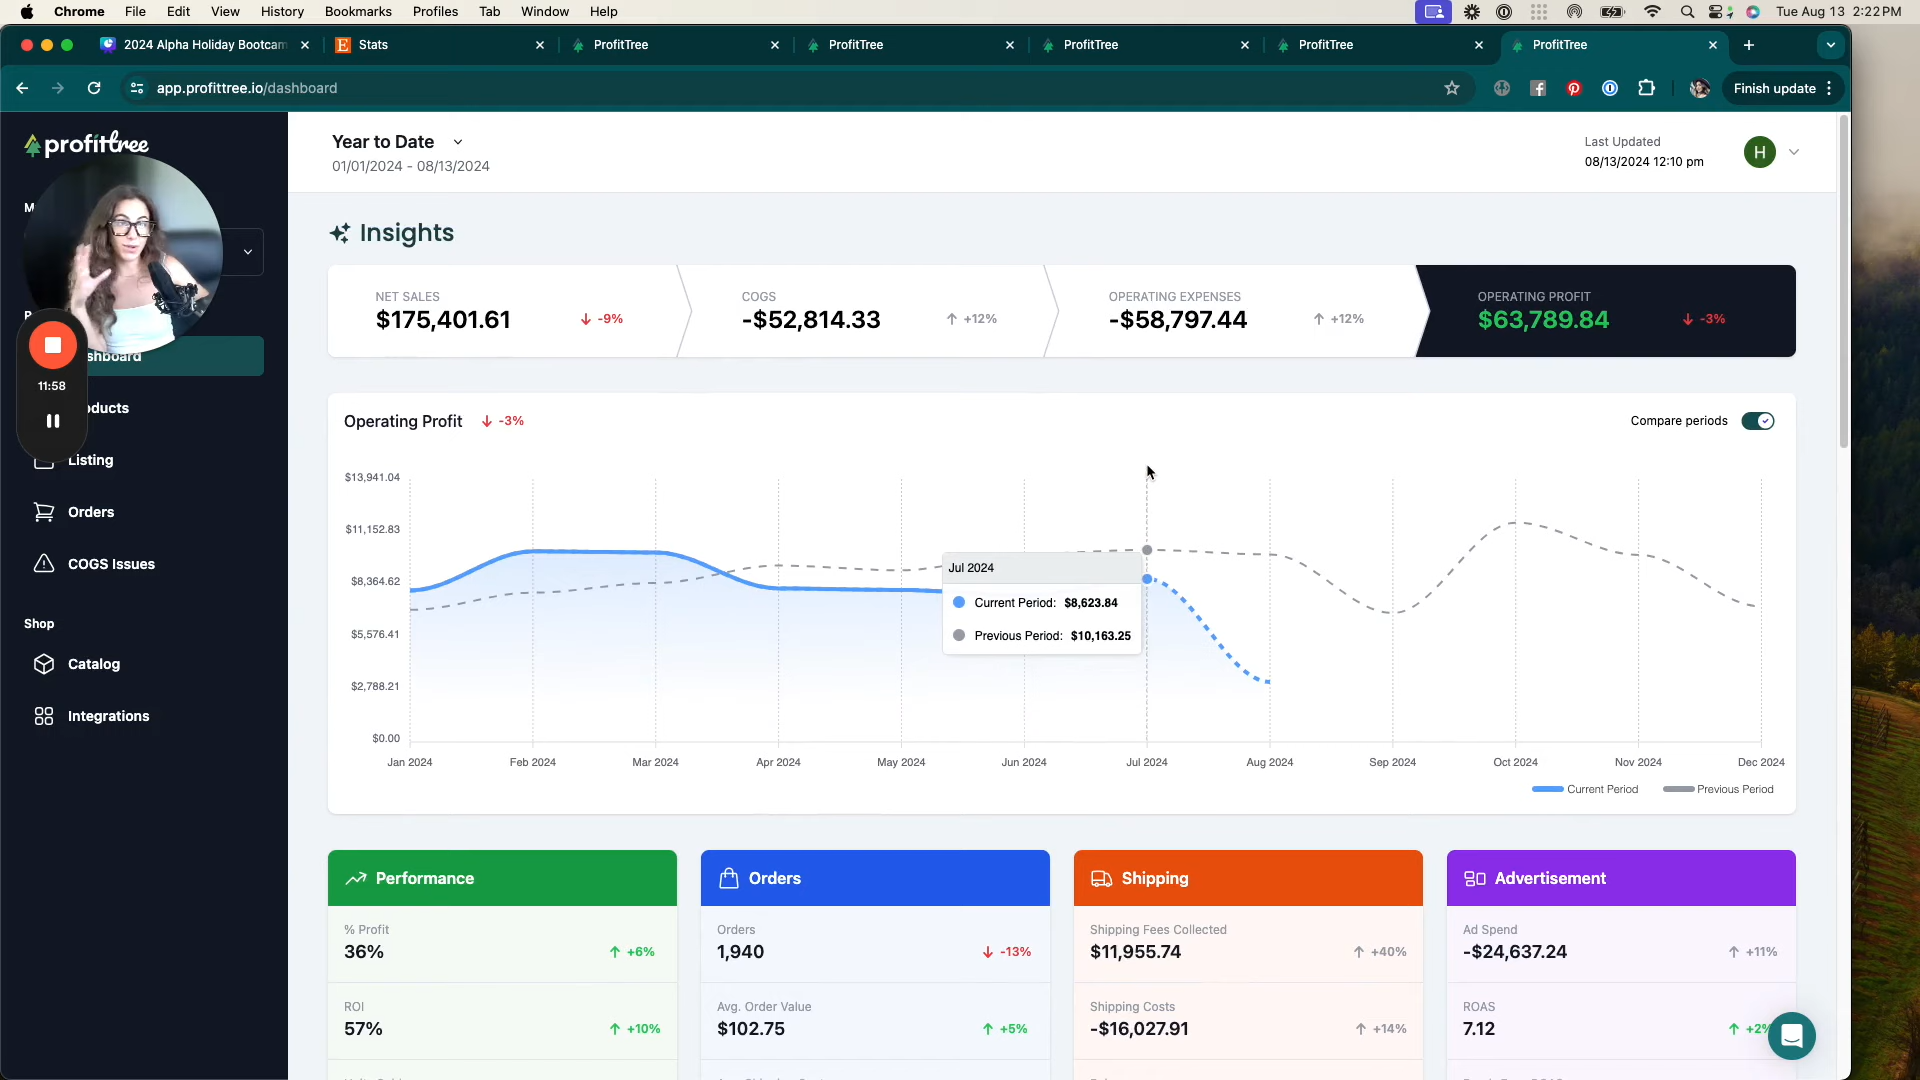 Chrome File Edit View History Bookmarks Profiles Tab Window Help Tue Aug 13 2:22 PM
2024 Alpha Holiday Bootcam Stats ProfitTree ProfitTree ProfitTree ProfitTree ProfitTree
app.profittree.io/dashboard Finish update
profittree
M
P
shboard
11:58
oducts
Listing
Orders
COGS Issues
Shop
Catalog
Integrations
Year to Date
01/01/2024 - 08/13/2024
Last Updated
08/13/2024 12:10 pm
H
Insights
NET SALES
$175,401.61 -9%
COGS
-$52,814.33 +12%
OPERATING EXPENSES
-$58,797.44 +12%
OPERATING PROFIT
$63,789.84 -3%
Operating Profit -3%
Compare periods
$13,941.04
$11,152.83
$8,364.62
$5,576.41
$2,788.21
$0.00
Jul 2024
Current Period: $8,623.84
Previous Period: $10,163.25
Jan 2024 Feb 2024 Mar 2024 Apr 2024 May 2024 Jun 2024 Jul 2024 Aug 2024 Sep 2024 Oct 2024 Nov 2024 Dec 2024
Current Period Previous Period
Performance
% Profit
36% +6%
ROI
57% +10%
Orders
Orders
1,940 -13%
Avg. Order Value
$102.75 +5%
Shipping
Shipping Fees Collected
$11,955.74 +40%
Shipping Costs
-$16,027.91 +14%
Advertisement
Ad Spend
-$24,637.24 +11%
ROAS
7.12 +2%